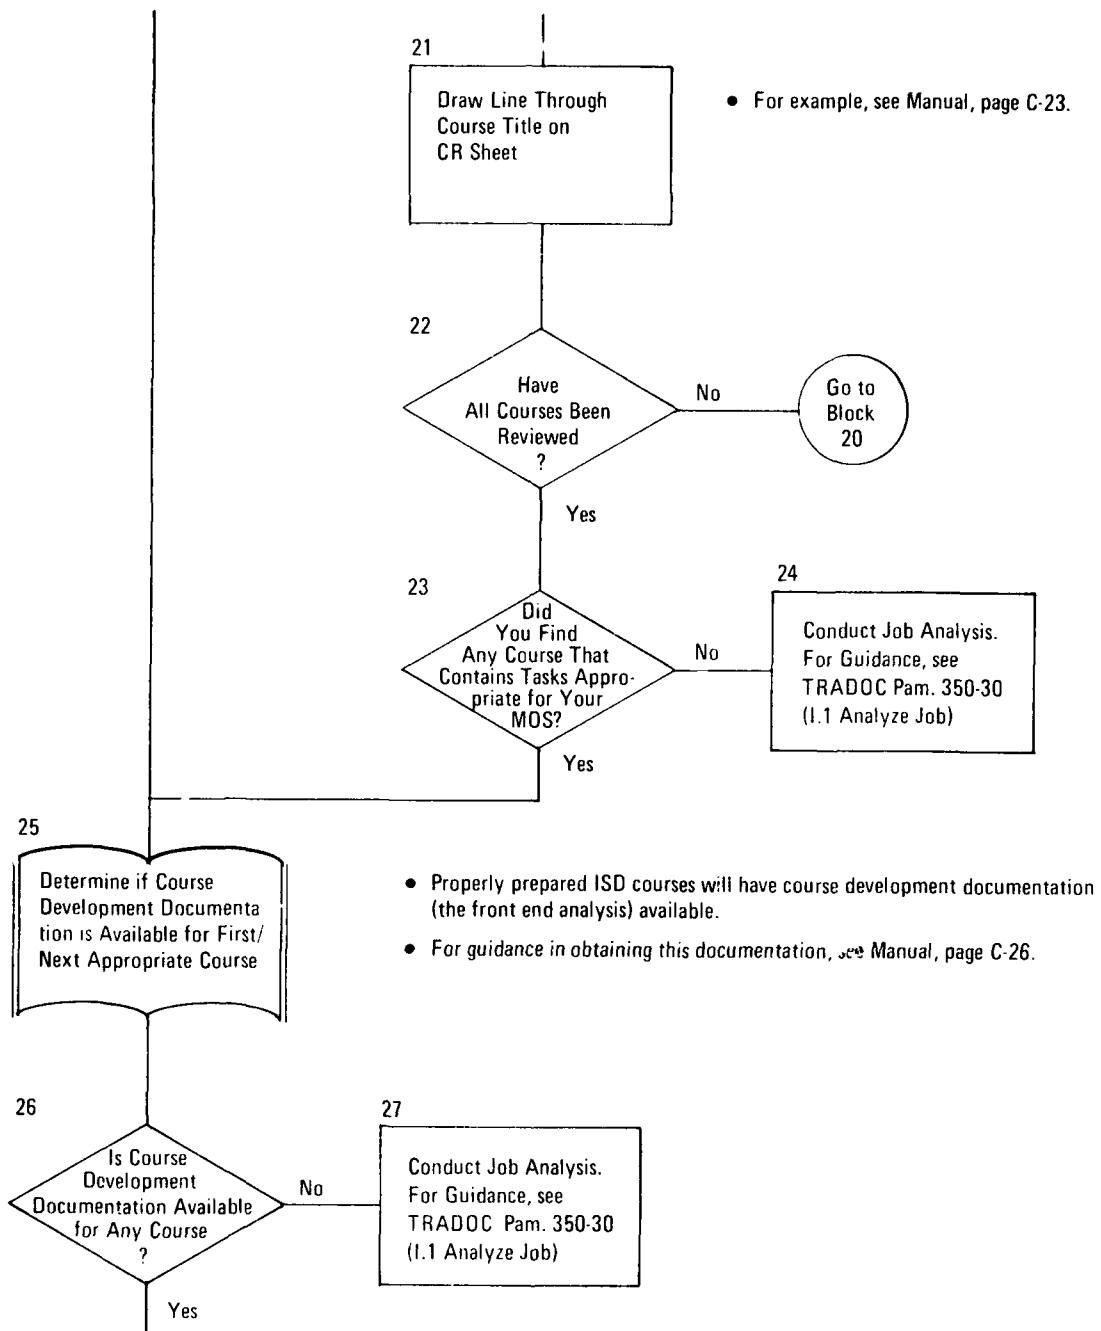 21
Draw Line Through
Course Title on
CR Sheet
• For example, see Manual, page C-23.
22
Have
All Courses Been
Reviewed
?
No
Go to
Block
20
Yes
23
Did
You Find
Any Course That
Contains Tasks Appro-
priate for Your
MOS?
No
24
Conduct Job Analysis.
For Guidance, see
TRADOC Pam. 350-30
(I.1 Analyze Job)
Yes
25
Determine if Course
Development Documenta
tion is Available for First/
Next Appropriate Course
• Properly prepared ISD courses will have course development documentation
(the front end analysis) available.
• For guidance in obtaining this documentation, see Manual, page C-26.
26
Is Course
Development
Documentation Available
for Any Course
?
No
27
Conduct Job Analysis.
For Guidance, see
TRADOC Pam. 350-30
(I.1 Analyze Job)
Yes